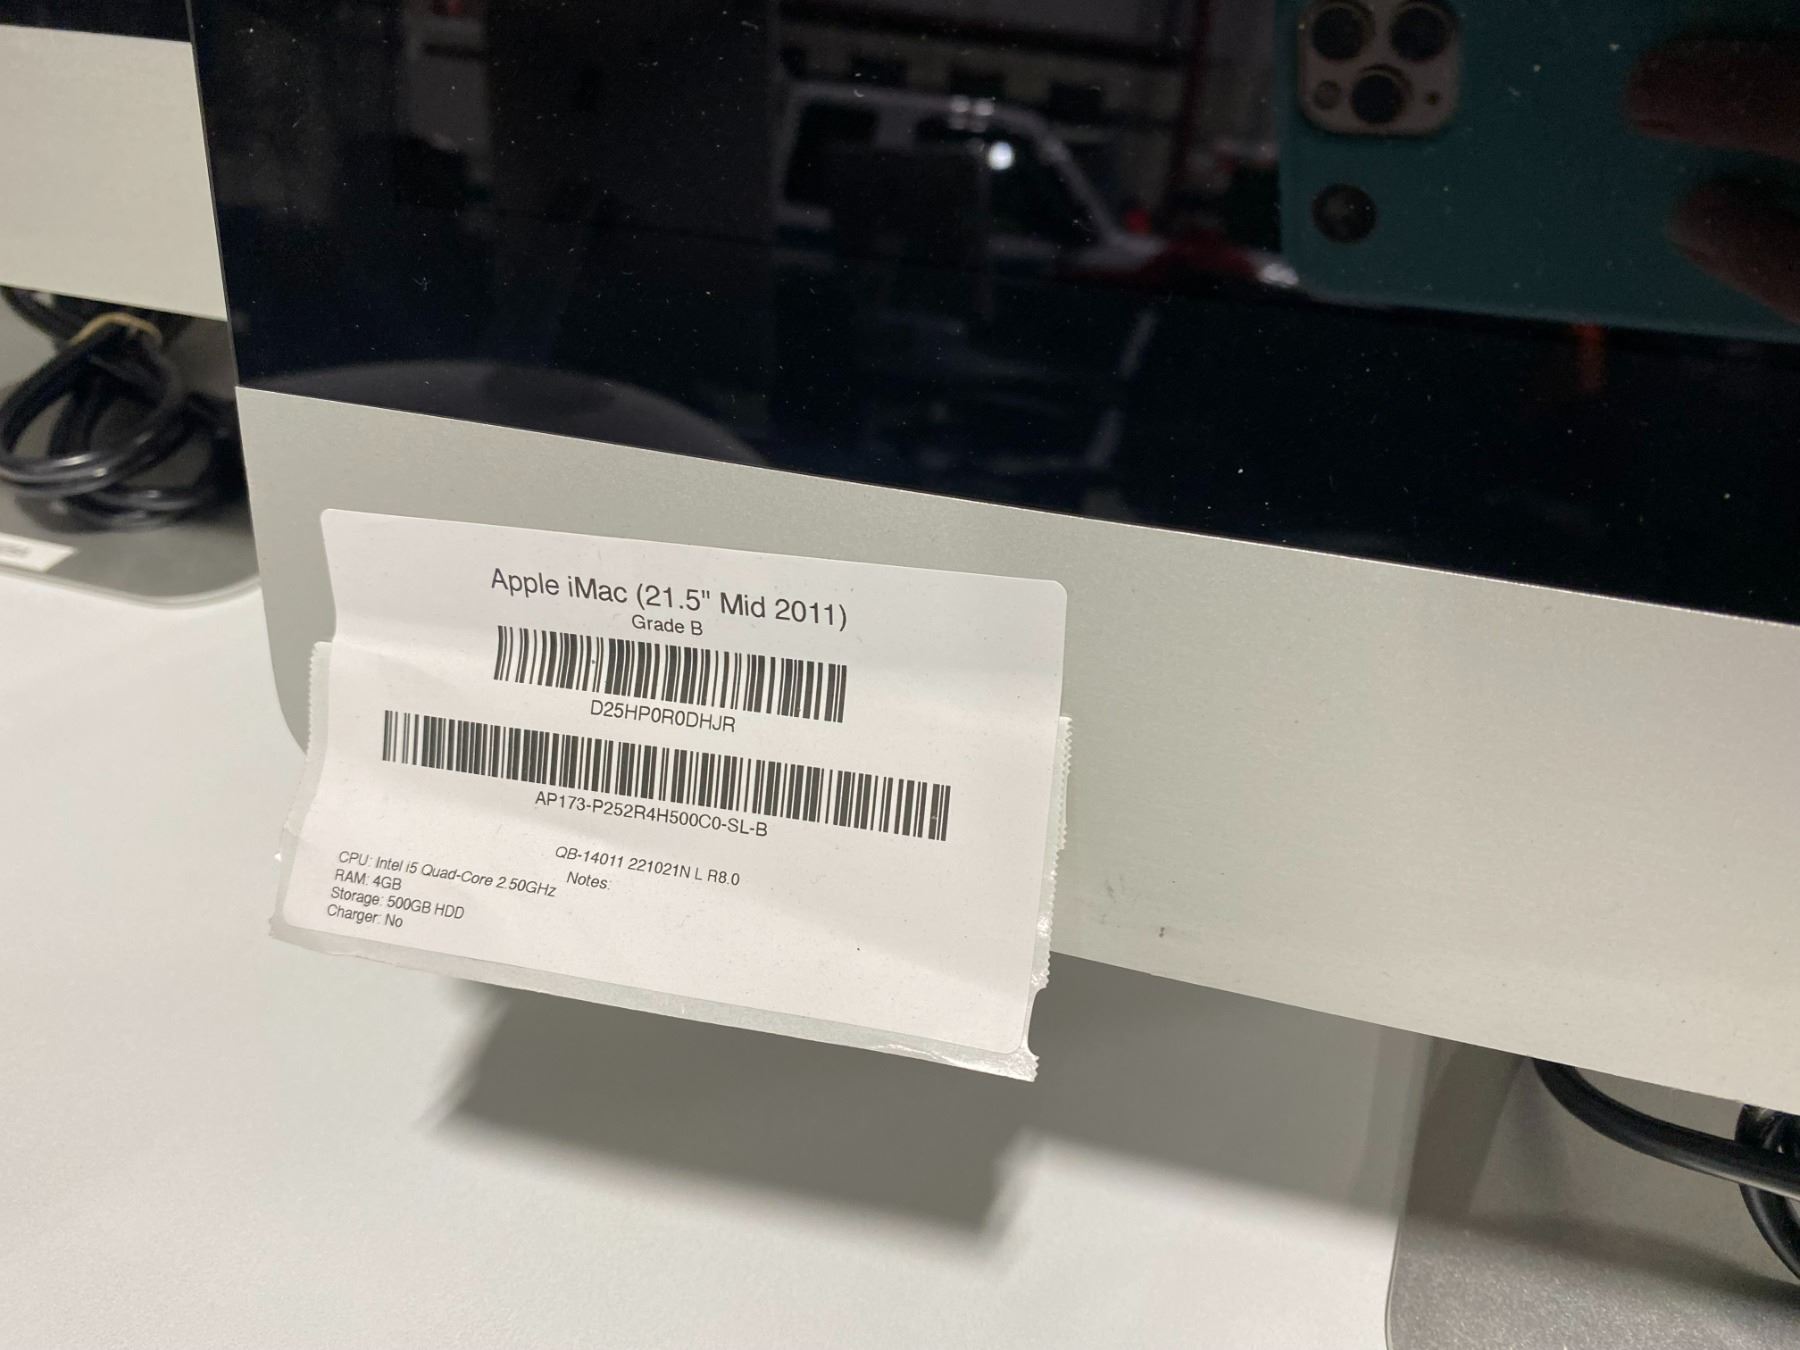 Apple iMac (21.5" Mid 2011)
Grade B
D25HP0R0DHJR
AP173-P252R4H500C0-SL-B
QB-14011 221021N L R8.0
Notes:
CPU: Intel i5 Quad-Core 2.50GHz
RAM: 4GB
Storage: 500GB HDD
Charger: No